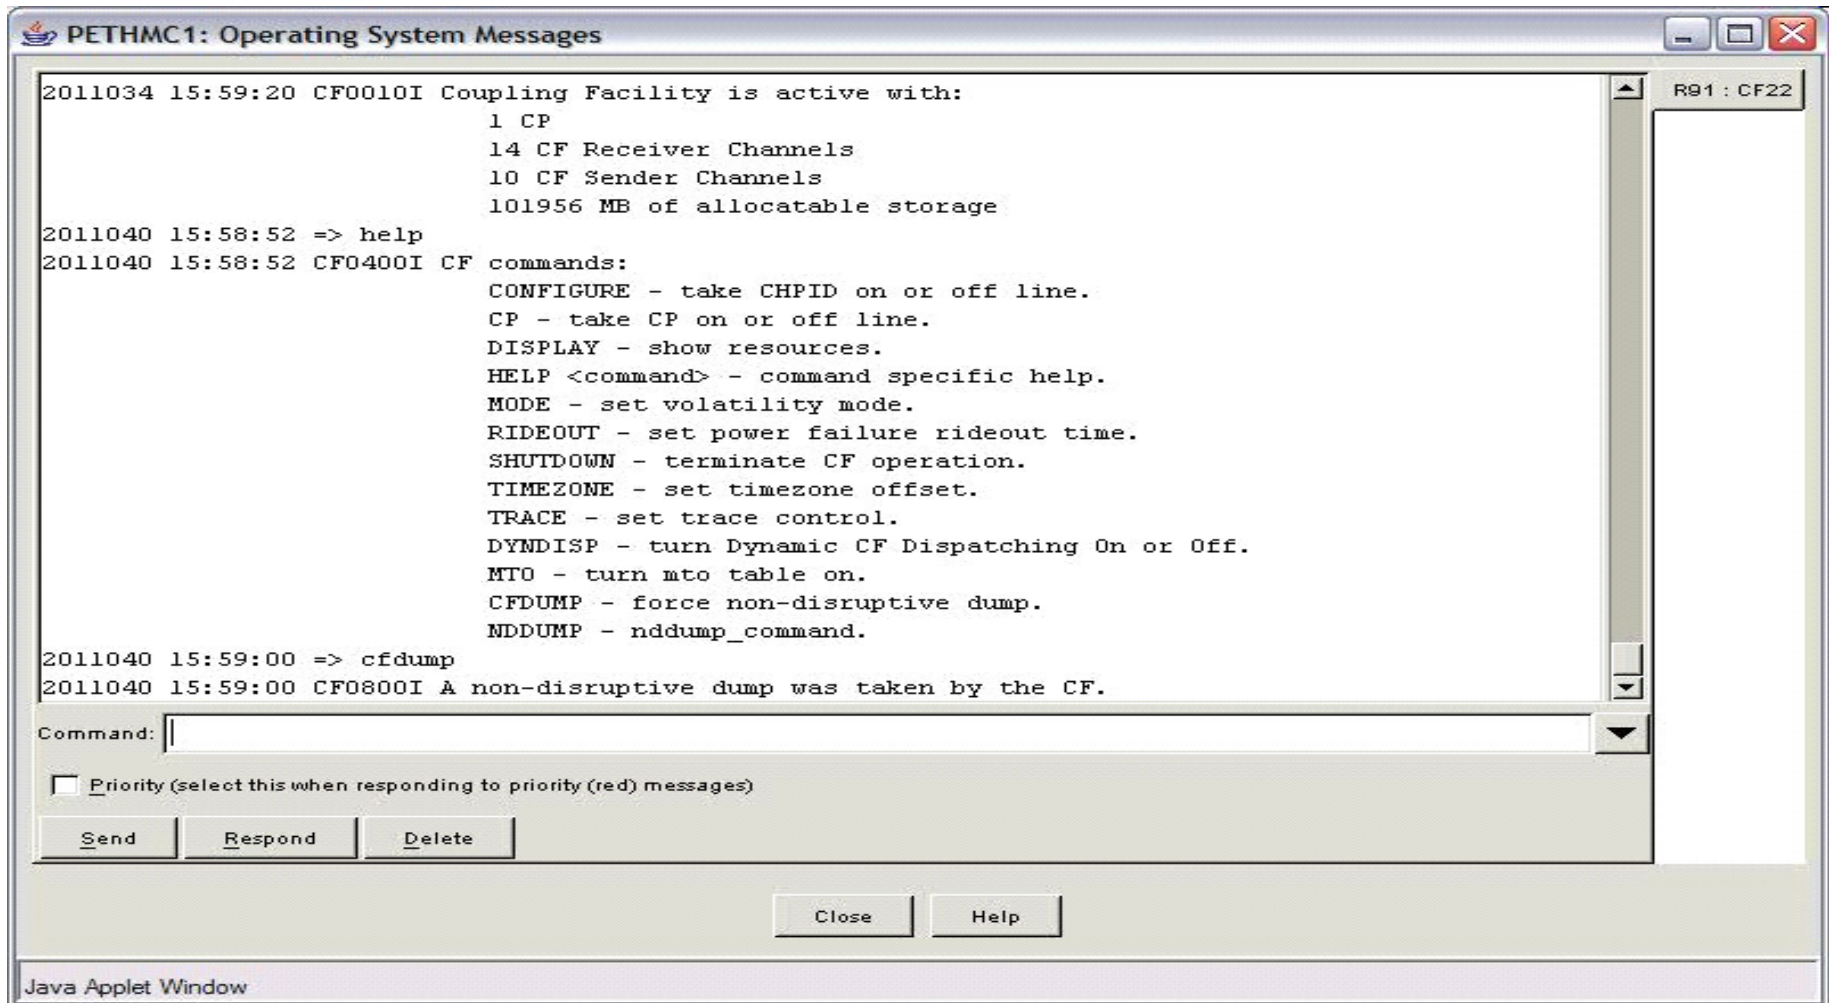 PETHMC1: Operating System Messages
2011034 15:59:20 CF0010I Coupling Facility is active with:
1 CP
14 CF Receiver Channels
10 CF Sender Channels
101956 MB of allocatable storage
2011040 15:58:52 => help
2011040 15:58:52 CF0400I CF commands:
CONFIGURE - take CHPID on or off line.
CP - take CP on or off line.
DISPLAY - show resources.
HELP <command> - command specific help.
MODE - set volatility mode.
RIDEOUT - set power failure rideout time.
SHUTDOWN - terminate CF operation.
TIMEZONE - set timezone offset.
TRACE - set trace control.
DYNDISP - turn Dynamic CF Dispatching On or Off.
MTO - turn mto table on.
CFDUMP - force non-disruptive dump.
NDDUMP - nddump_command.
2011040 15:59:00 => cfdump
2011040 15:59:00 CF0800I A non-disruptive dump was taken by the CF.
R91 : CF22
Command:
Priority (select this when responding to priority (red) messages)
Send Respond Delete
Close Help
Java Applet Window